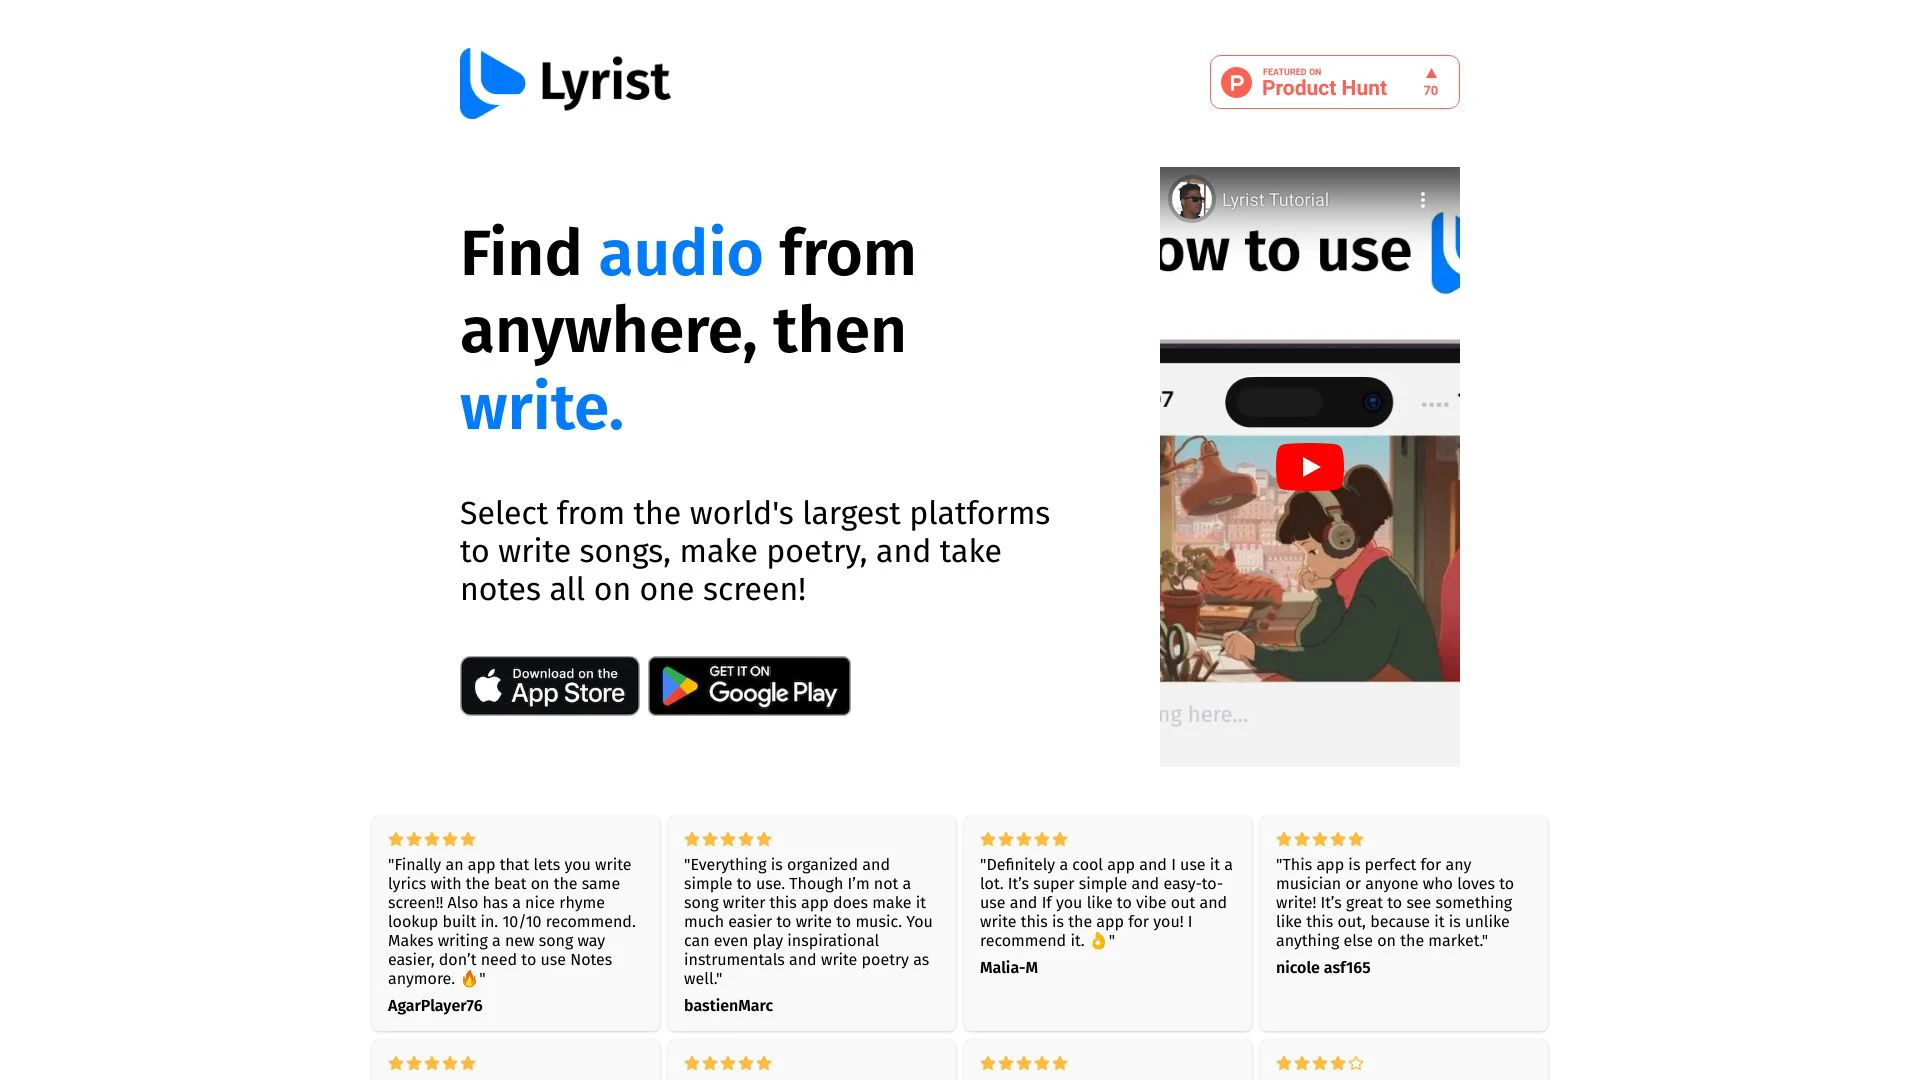 Lyrist
FEATURED ON
Product Hunt
70
Find audio from
anywhere, then
write.
Select from the world's largest platforms
to write songs, make poetry, and take
notes all on one screen!
Download on the
App Store
GET IT ON
Google Play
Lyrist Tutorial
ow to use
7
ng here...
"Finally an app that lets you write
lyrics with the beat on the same
screen!! Also has a nice rhyme
lookup built in. 10/10 recommend.
Makes writing a new song way
easier, don’t need to use Notes
anymore. 🔥"
AgarPlayer76
"Everything is organized and
simple to use. Though I’m not a
song writer this app does make it
much easier to write to music. You
can even play inspirational
instrumentals and write poetry as
well."
bastienMarc
"Definitely a cool app and I use it a
lot. It’s super simple and easy-to-
use and If you like to vibe out and
write this is the app for you! I
recommend it. 👌"
Malia-M
"This app is perfect for any
musician or anyone who loves to
write! It’s great to see something
like this out, because it is unlike
anything else on the market."
nicole asf165